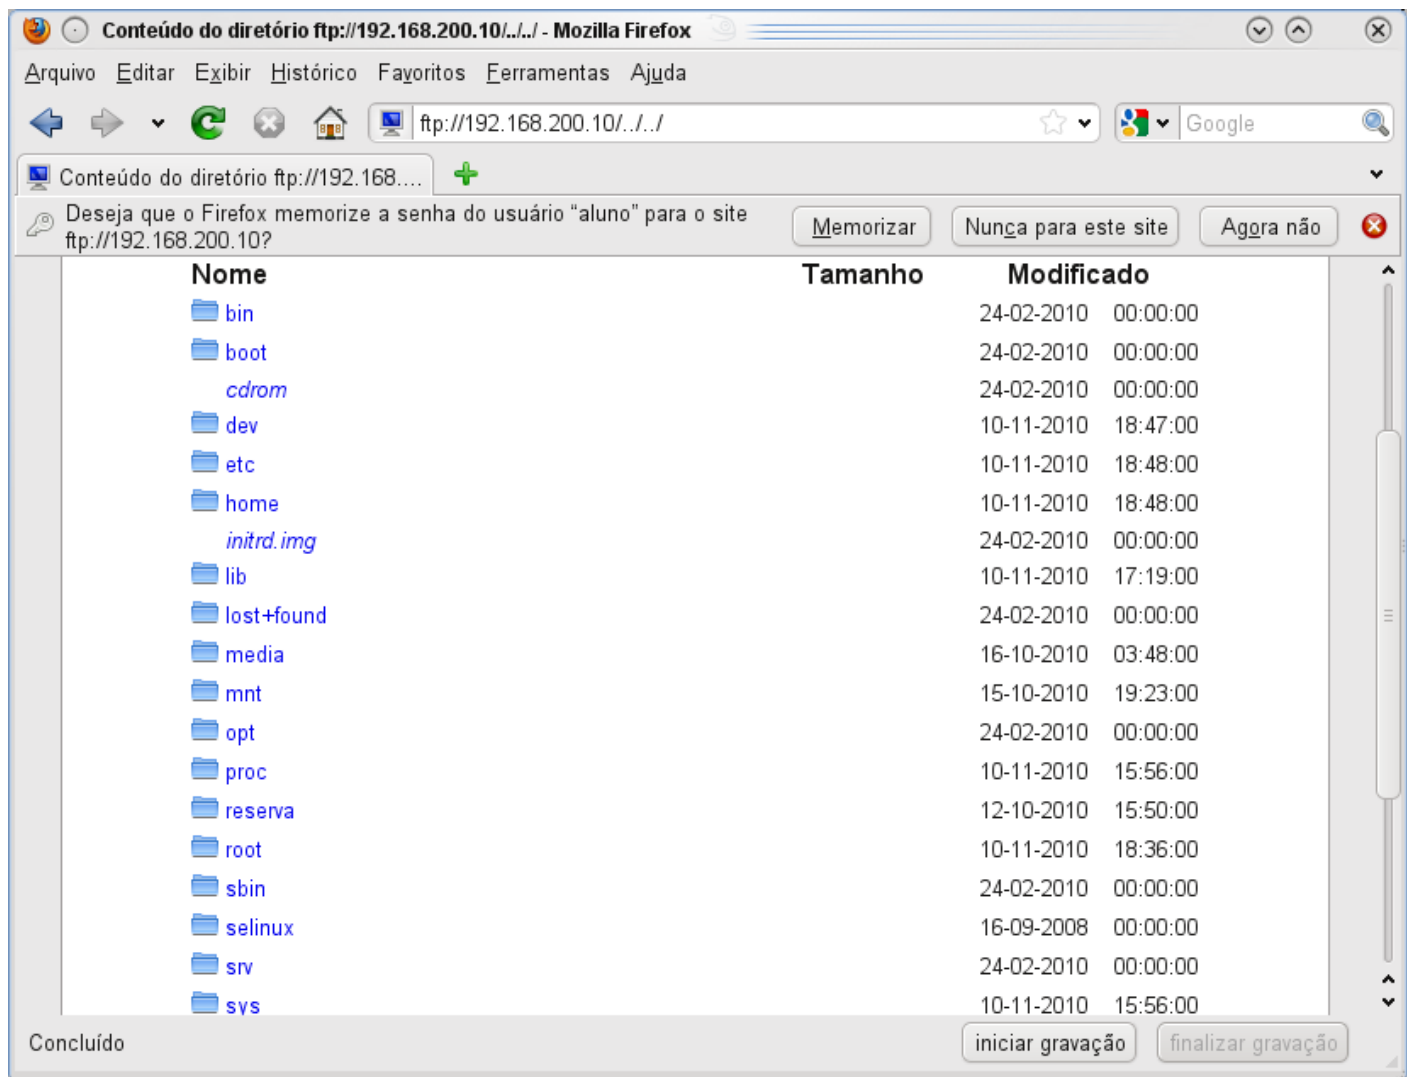 Conteúdo do diretório ftp://192.168.200.10/../../ - Mozilla Firefox
Arquivo Editar Exibir Histórico Favoritos Ferramentas Ajuda
ftp://192.168.200.10/../../ Google
Conteúdo do diretório ftp://192.168....
Deseja que o Firefox memorize a senha do usuário “aluno” para o site
ftp://192.168.200.10?
Memorizar Nunca para este site Agora não
Nome Tamanho Modificado
bin 24-02-2010 00:00:00
boot 24-02-2010 00:00:00
cdrom 24-02-2010 00:00:00
dev 10-11-2010 18:47:00
etc 10-11-2010 18:48:00
home 10-11-2010 18:48:00
initrd.img 24-02-2010 00:00:00
lib 10-11-2010 17:19:00
lost+found 24-02-2010 00:00:00
media 16-10-2010 03:48:00
mnt 15-10-2010 19:23:00
opt 24-02-2010 00:00:00
proc 10-11-2010 15:56:00
reserva 12-10-2010 15:50:00
root 10-11-2010 18:36:00
sbin 24-02-2010 00:00:00
selinux 16-09-2008 00:00:00
srv 24-02-2010 00:00:00
sys 10-11-2010 15:56:00
Concluído iniciar gravação finalizar gravação